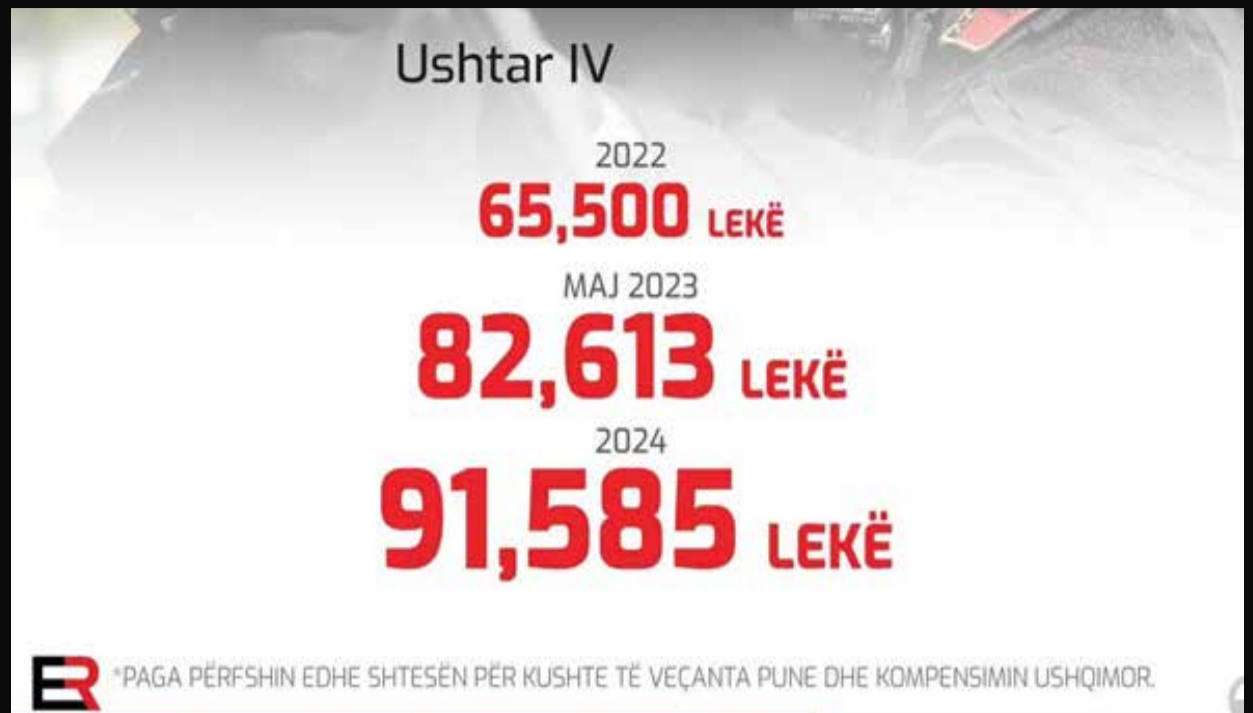 Ushtar IV
2022
65,500 LEKË
MAJ 2023
82,613 LEKË
2024
91,585 LEKË
ER *PAGA PËRFSHIN EDHE SHTESËN PËR KUSHTE TË VEÇANTA PUNE DHE KOMPENSIMIN USHQIMOR.